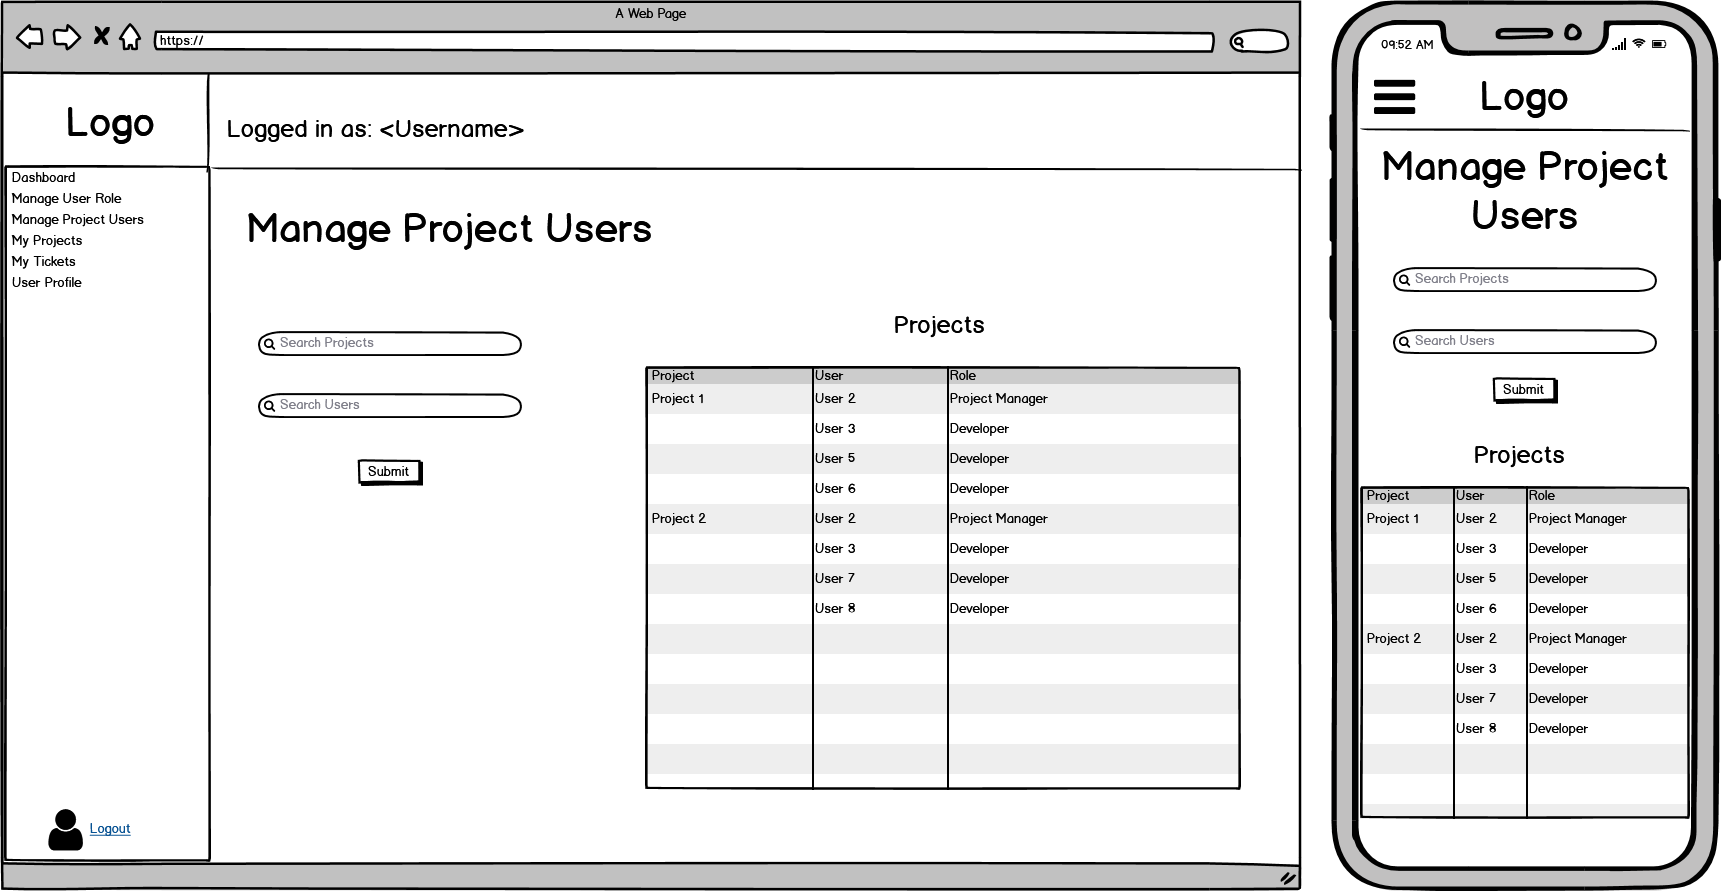 A Web Page
https://
Logo
Logged in as: <Username>
Dashboard
Manage User Role
Manage Project Users
My Projects
My Tickets
User Profile
Logout
Manage Project Users
Search Projects
Search Users
Submit
Projects
Project User Role
Project 1 User 2 Project Manager
User 3 Developer
User 5 Developer
User 6 Developer
Project 2 User 2 Project Manager
User 3 Developer
User 7 Developer
User 8 Developer
09:52 AM
Logo
Manage Project
Users
Search Projects
Search Users
Submit
Projects
Project User Role
Project 1 User 2 Project Manager
User 3 Developer
User 5 Developer
User 6 Developer
Project 2 User 2 Project Manager
User 3 Developer
User 7 Developer
User 8 Developer